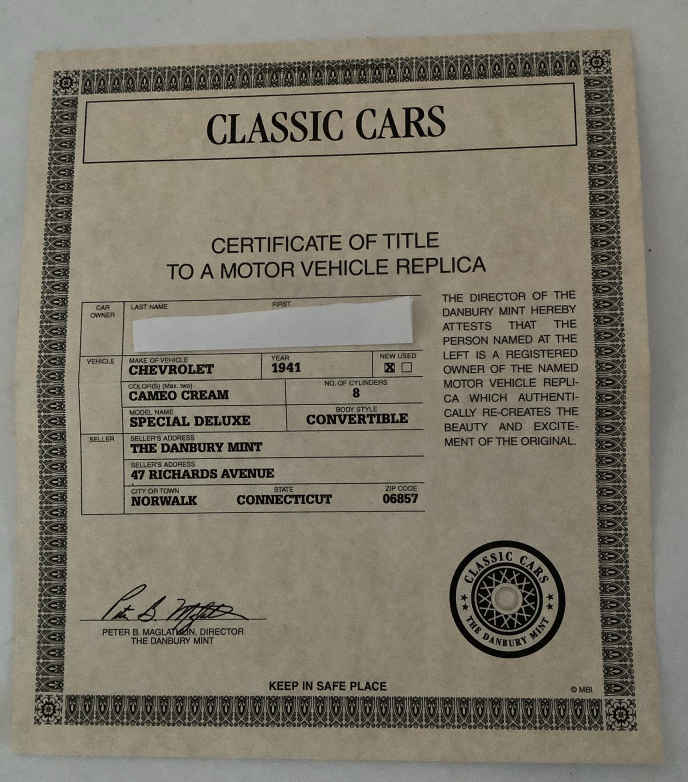 CLASSIC CARS
CERTIFICATE OF TITLE
TO A MOTOR VEHICLE REPLICA
CAR OWNER
LAST NAME FIRST
VEHICLE
MAKE OF VEHICLE YEAR NEW USED
CHEVROLET 1941 X
COLOR(S) (Max. two) NO. OF CYLINDERS
CAMEO CREAM 8
MODEL NAME BODY STYLE
SPECIAL DELUXE CONVERTIBLE
SELLER
SELLER'S ADDRESS
THE DANBURY MINT
SELLER'S ADDRESS
47 RICHARDS AVENUE
CITY OR TOWN STATE ZIP CODE
NORWALK CONNECTICUT 06857
THE DIRECTOR OF THE
DANBURY MINT HEREBY
ATTESTS THAT THE
PERSON NAMED AT THE
LEFT IS A REGISTERED
OWNER OF THE NAMED
MOTOR VEHICLE REPLI-
CA WHICH AUTHENTI-
CALLY RE-CREATES THE
BEAUTY AND EXCITE-
MENT OF THE ORIGINAL.
PETER B. MAGLATHLIN, DIRECTOR
THE DANBURY MINT
CLASSIC CARS
THE DANBURY MINT
KEEP IN SAFE PLACE
© MBI